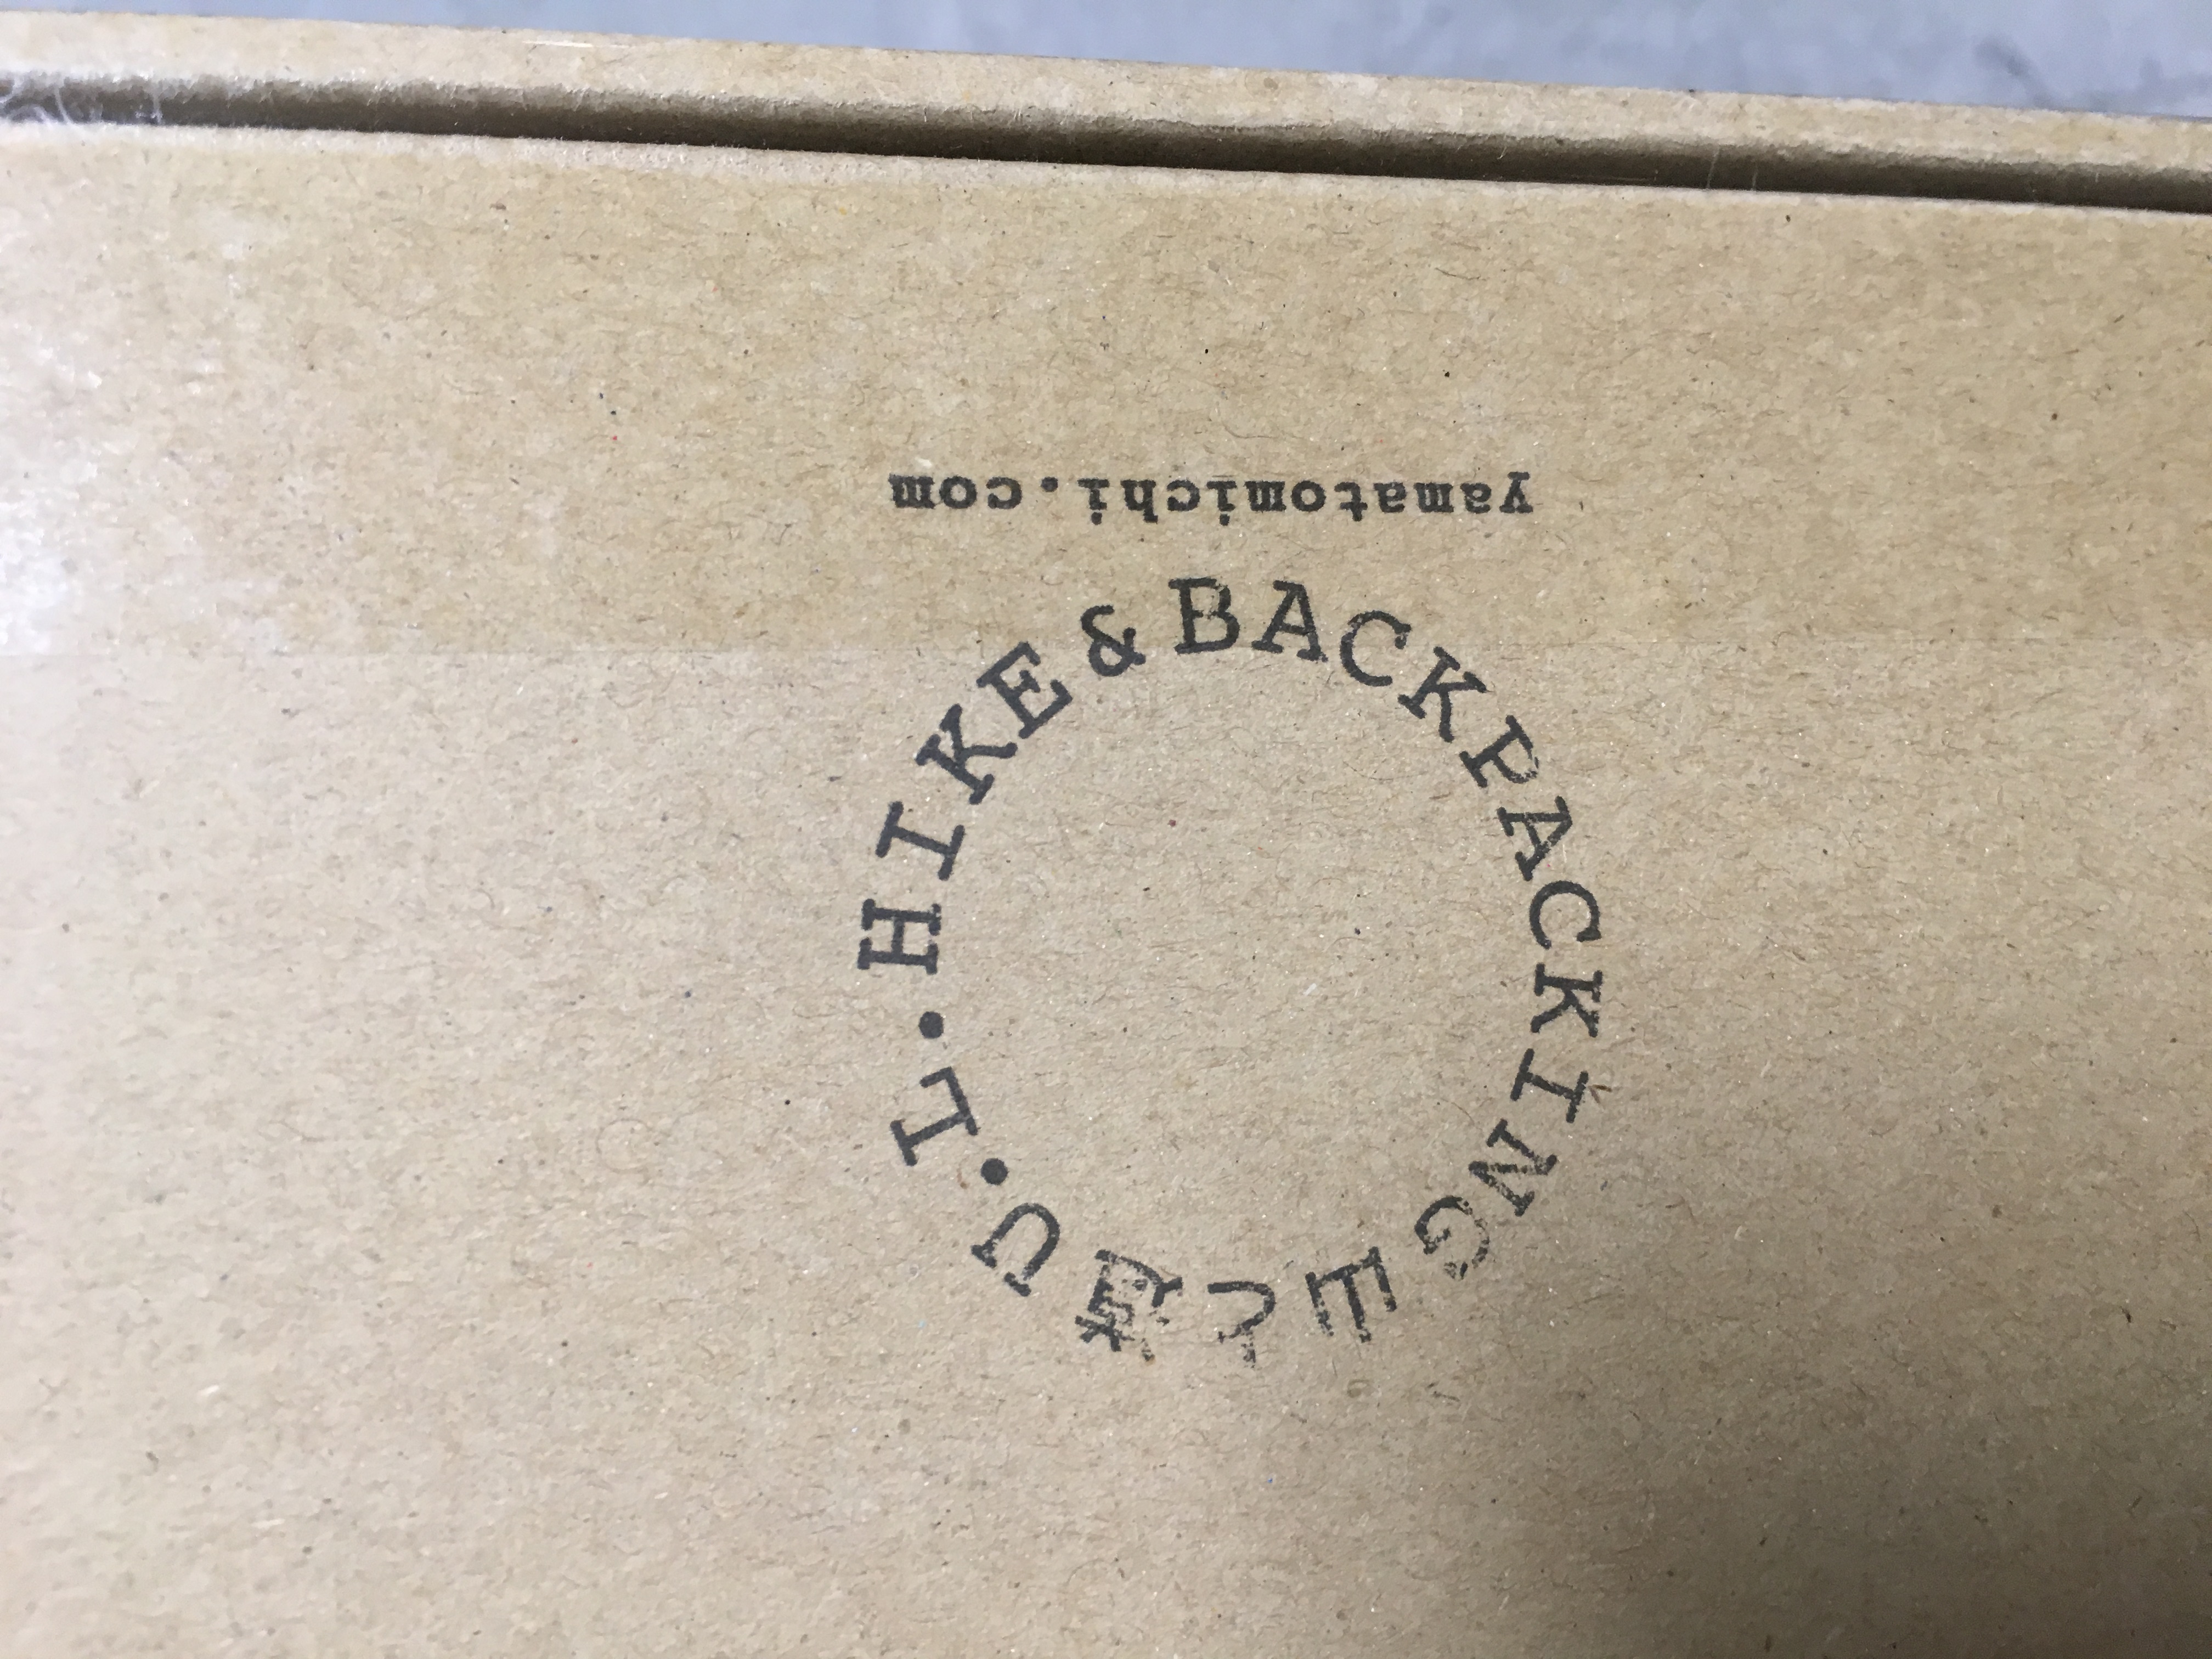 U.L.HIKE & BACKPACKING
yamatomichi.com